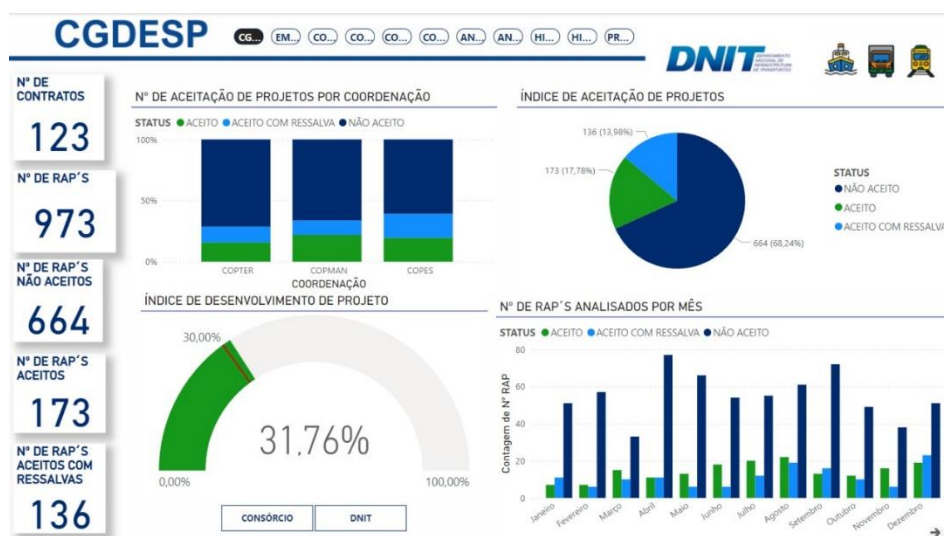 CGDESP
CG...
EM...
CO...
CO...
CO...
CO...
AN...
AN...
HI...
HI...
PR...
DNIT
DEPARTAMENTO
NACIONAL DE
INFRAESTRUTURA
DE TRANSPORTES
Nº DE
CONTRATOS
123
Nº DE RAP´S
973
Nº DE RAP´S
NÃO ACEITOS
664
Nº DE RAP´S
ACEITOS
173
Nº DE RAP´S
ACEITOS COM
RESSALVAS
136
Nº DE ACEITAÇÃO DE PROJETOS POR COORDENAÇÃO
STATUS ACEITO ACEITO COM RESSALVA NÃO ACEITO
100%
50%
0%
COPTER COPMAN COPES
COORDENAÇÃO
ÍNDICE DE ACEITAÇÃO DE PROJETOS
136 (13,98%)
173 (17,78%)
664 (68,24%)
STATUS
NÃO ACEITO
ACEITO
ACEITO COM RESSALVA
ÍNDICE DE DESENVOLVIMENTO DE PROJETO
30,00%
31,76%
0,00% 100,00%
CONSÓRCIO DNIT
Nº DE RAP´S ANALISADOS POR MÊS
STATUS ACEITO ACEITO COM RESSALVA NÃO ACEITO
Contagem de Nº RAP
80
60
40
20
0
Janeiro Fevereiro Março Abril Maio Junho Julho Agosto Setembro Outubro Novembro Dezembro